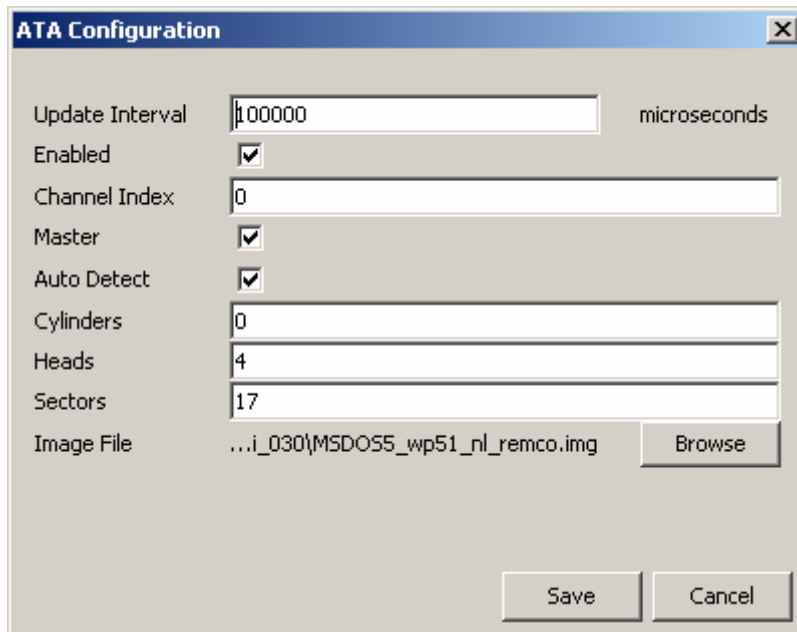 ATA Configuration
Update Interval 100000 microseconds
Enabled
Channel Index 0
Master
Auto Detect
Cylinders 0
Heads 4
Sectors 17
Image File ...i_030\MSDOS5_wp51_nl_remco.img Browse
Save Cancel